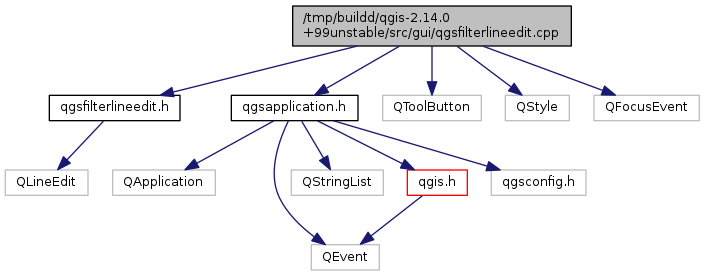 /tmp/buildd/qgis-2.14.0
+99unstable/src/gui/qgsfilterlineedit.cpp
qgsfilterlineedit.h
qgsapplication.h
QToolButton
QStyle
QFocusEvent
QLineEdit
QApplication
QStringList
qgis.h
qgsconfig.h
QEvent